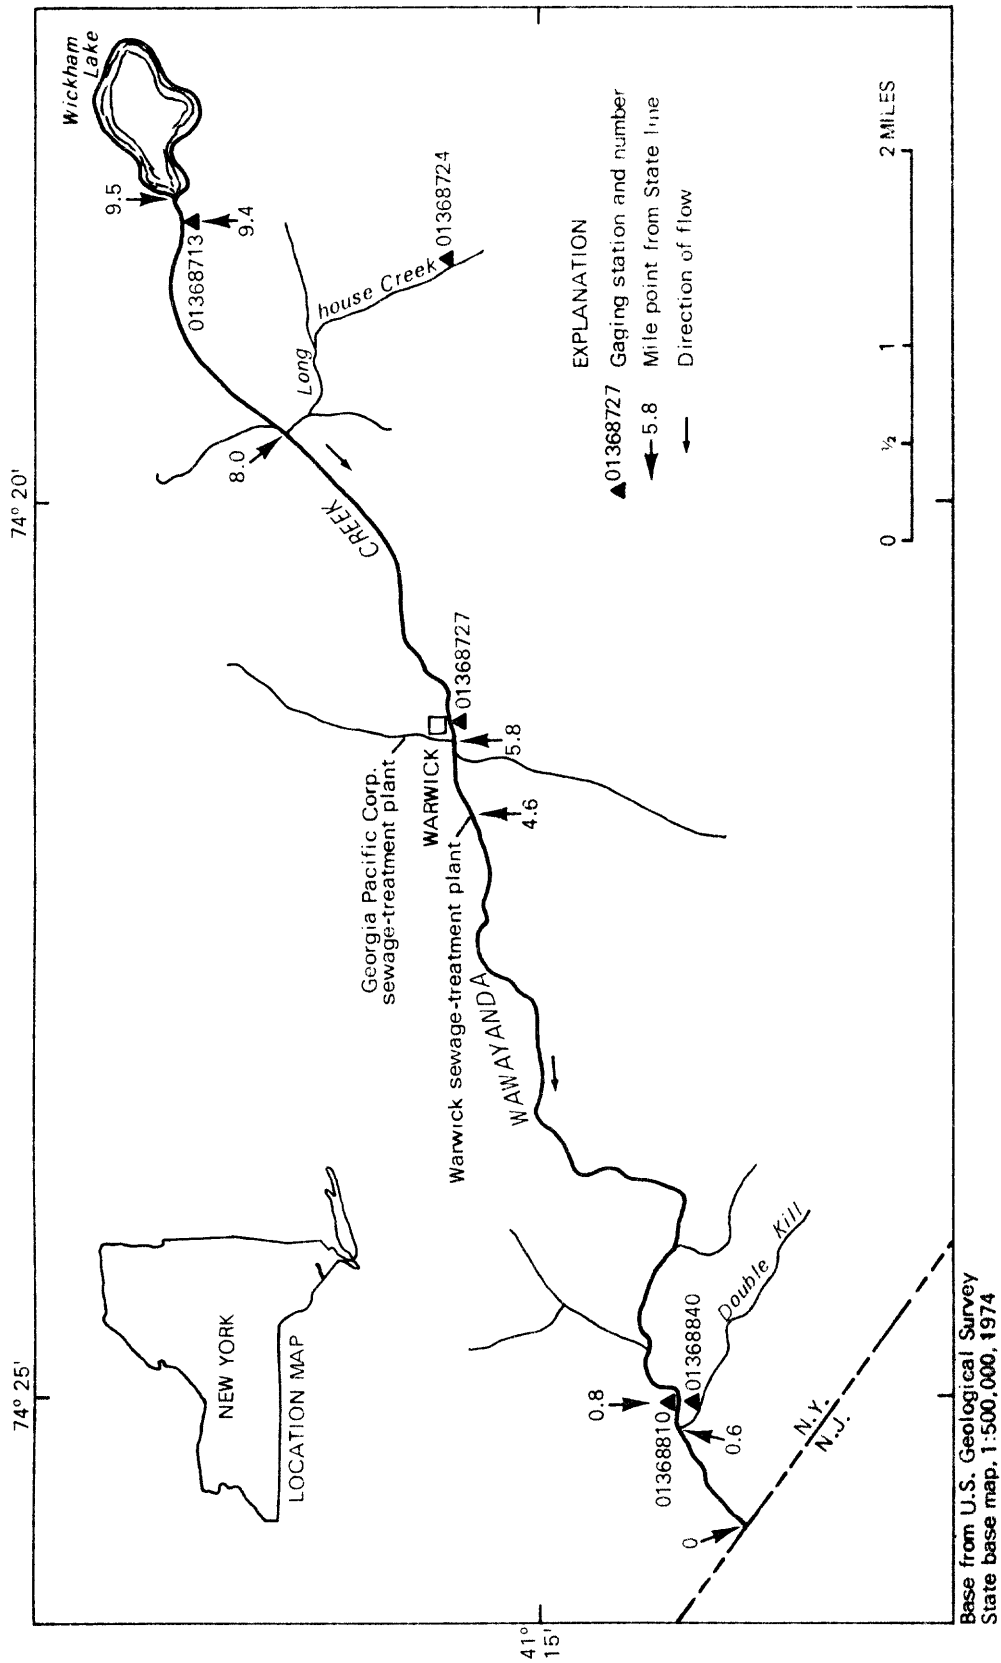 74° 25'
74° 20'
41°
15'
NEW YORK
LOCATION MAP
Wickham
Lake
9.5
01368713
9.4
8.0
Long
house Creek
01368724
CREEK
Georgia Pacific Corp.
sewage-treatment plant
WARWICK
01368727
5.8
Warwick sewage-treatment plant
4.6
WAWAYANDA
0.8
01368810
01368840
Double Kill
0.6
0
N.Y.
N.J.
EXPLANATION
01368727 Gaging station and number
5.8 Mile point from State line
Direction of flow
0 ½ 1 2 MILES
Base from U.S. Geological Survey
State base map, 1:500,000, 1974